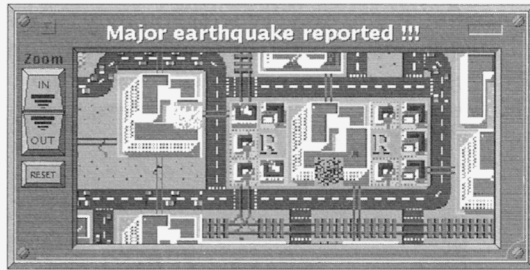 Major earthquake reported !!!
Zoom
IN
OUT
RESET
R R